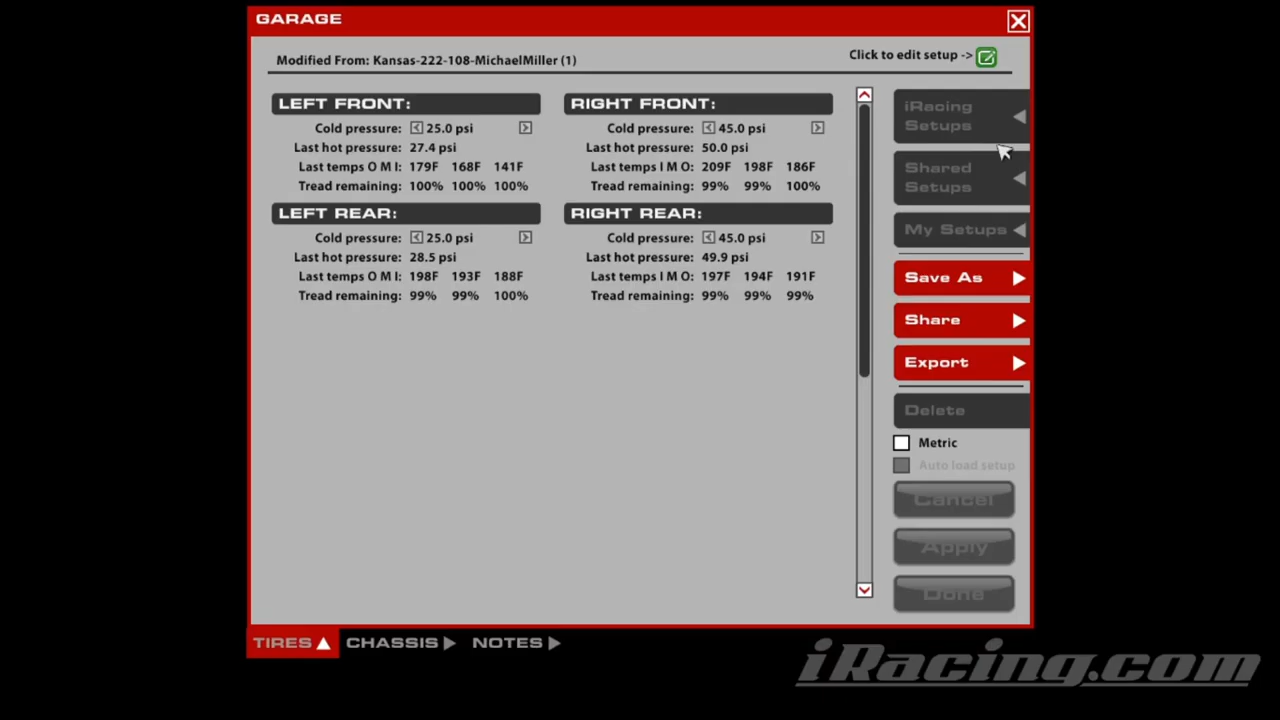 GARAGE
Modified From: Kansas-222-108-MichaelMiller (1)
Click to edit setup ->
LEFT FRONT:
Cold pressure: 25.0 psi
Last hot pressure: 27.4 psi
Last temps O M I: 179F 168F 141F
Tread remaining: 100% 100% 100%
RIGHT FRONT:
Cold pressure: 45.0 psi
Last hot pressure: 50.0 psi
Last temps I M O: 209F 198F 186F
Tread remaining: 99% 99% 100%
LEFT REAR:
Cold pressure: 25.0 psi
Last hot pressure: 28.5 psi
Last temps O M I: 198F 193F 188F
Tread remaining: 99% 99% 100%
RIGHT REAR:
Cold pressure: 45.0 psi
Last hot pressure: 49.9 psi
Last temps I M O: 197F 194F 191F
Tread remaining: 99% 99% 99%
iRacing
Setups
Shared
Setups
My Setups
Save As
Share
Export
Delete
Metric
Auto load setup
Cancel
Apply
Done
TIRES CHASSIS NOTES
iRacing.com